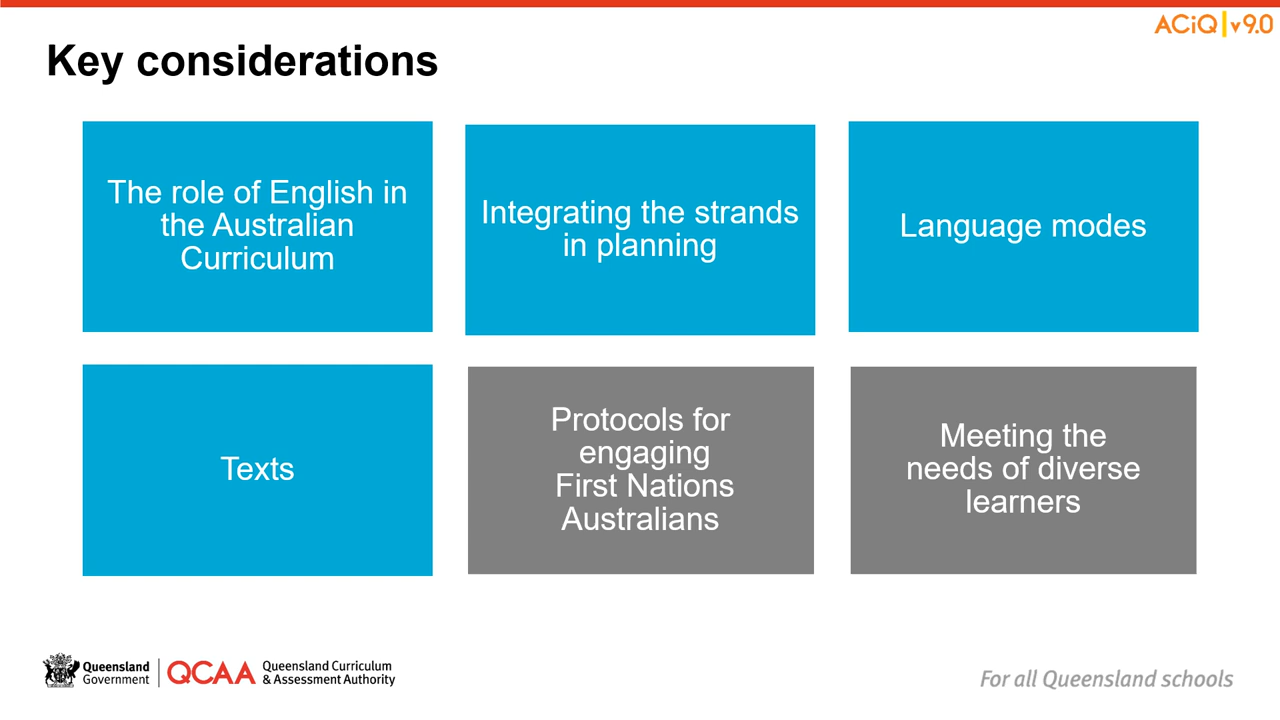 ACiQ v9.0
Key considerations
The role of English in
the Australian
Curriculum
Integrating the strands
in planning
Language modes
Texts
Protocols for
engaging
First Nations
Australians
Meeting the
needs of diverse
learners
Queensland
Government
QCAA
Queensland Curriculum
& Assessment Authority
For all Queensland schools